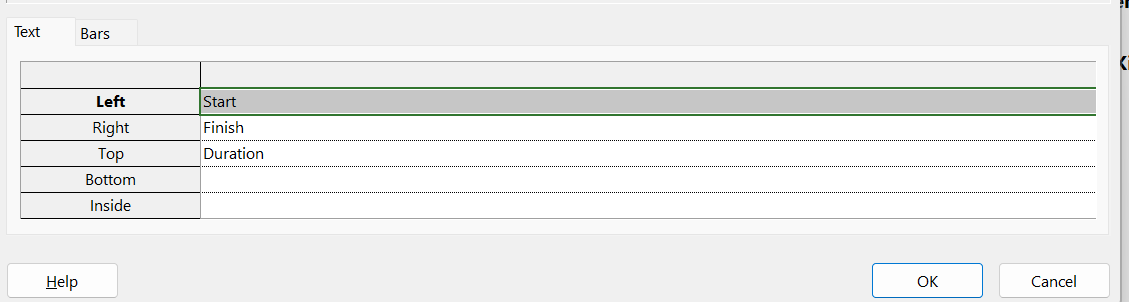 Text Bars
Left Start
Right Finish
Top Duration
Bottom
Inside
Help OK Cancel